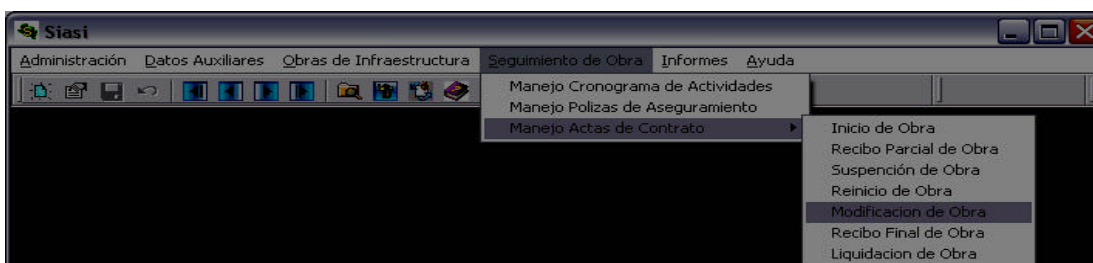 Siasi
Administración Datos Auxiliares Obras de Infraestructura Seguimiento de Obra Informes Ayuda
Manejo Cronograma de Actividades
Manejo Polizas de Aseguramiento
Manejo Actas de Contrato
Inicio de Obra
Recibo Parcial de Obra
Suspención de Obra
Reinicio de Obra
Modificacion de Obra
Recibo Final de Obra
Liquidacion de Obra